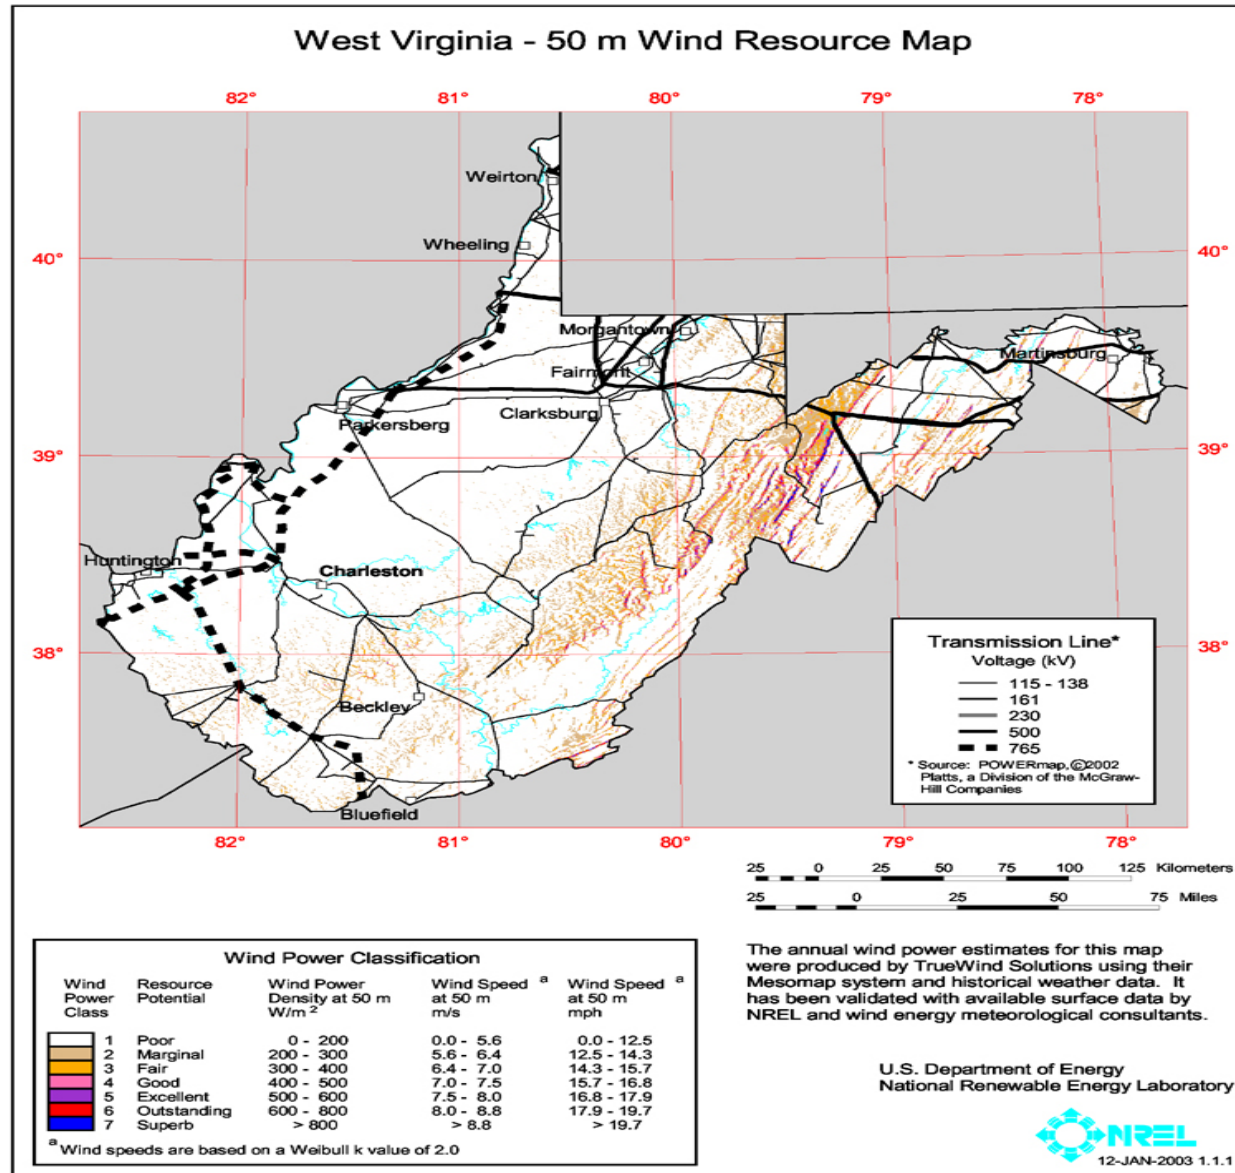 West Virginia - 50 m Wind Resource Map
82° 81° 80° 79° 78°
Weirton
Wheeling
40° 40°
Morgantown
Martinsburg
Fairmont
Clarksburg
Parkersberg
39° 39°
Huntington
Charleston
38° 38°
Beckley
Bluefield
82° 81° 80° 79° 78°
Transmission Line*
Voltage (kV)
115 - 138
161
230
500
765
* Source: POWERmap, ©2002
Platts, a Division of the McGraw-
Hill Companies
25 0 25 50 75 100 125 Kilometers
25 0 25 50 75 Miles
Wind Power Classification
Wind Power Class Resource Potential Wind Power Density at 50 m W/m 2 Wind Speed a at 50 m m/s Wind Speed a at 50 m mph
1 Poor 0 - 200 0.0 - 5.6 0.0 - 12.5
2 Marginal 200 - 300 5.6 - 6.4 12.5 - 14.3
3 Fair 300 - 400 6.4 - 7.0 14.3 - 15.7
4 Good 400 - 500 7.0 - 7.5 15.7 - 16.8
5 Excellent 500 - 600 7.5 - 8.0 16.8 - 17.9
6 Outstanding 600 - 800 8.0 - 8.8 17.9 - 19.7
7 Superb > 800 > 8.8 > 19.7
a Wind speeds are based on a Weibull k value of 2.0
The annual wind power estimates for this map
were produced by TrueWind Solutions using their
Mesomap system and historical weather data. It
has been validated with available surface data by
NREL and wind energy meteorological consultants.
U.S. Department of Energy
National Renewable Energy Laboratory
NREL
12-JAN-2003 1.1.1